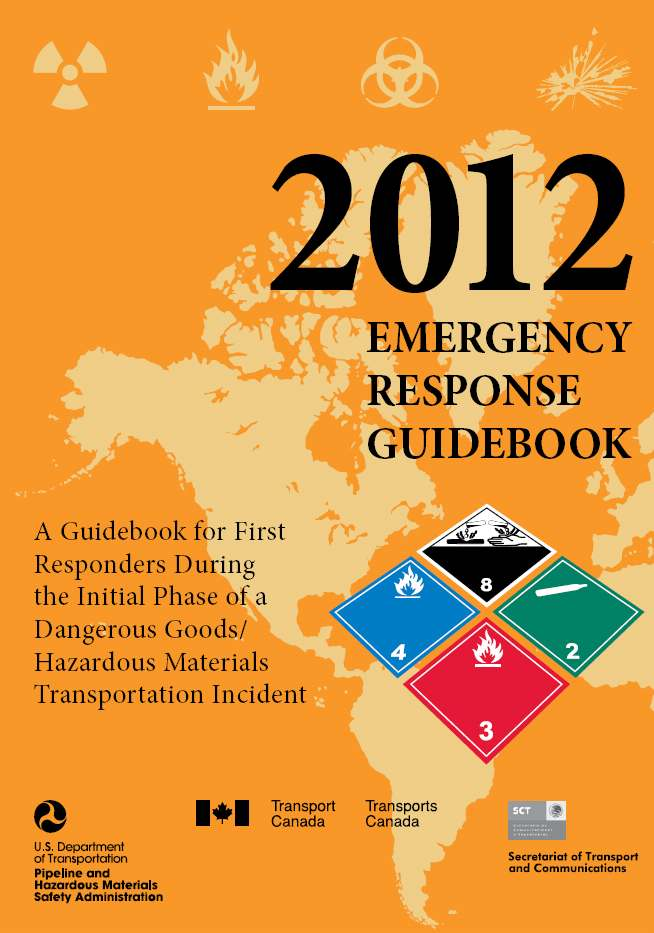 2012
EMERGENCY
RESPONSE
GUIDEBOOK
A Guidebook for First
Responders During
the Initial Phase of a
Dangerous Goods/
Hazardous Materials
Transportation Incident
8
4
2
3
U.S. Department
of Transportation
Pipeline and
Hazardous Materials
Safety Administration
Transport
Canada
Transports
Canada
SCT
Secretariat of Transport
and Communications